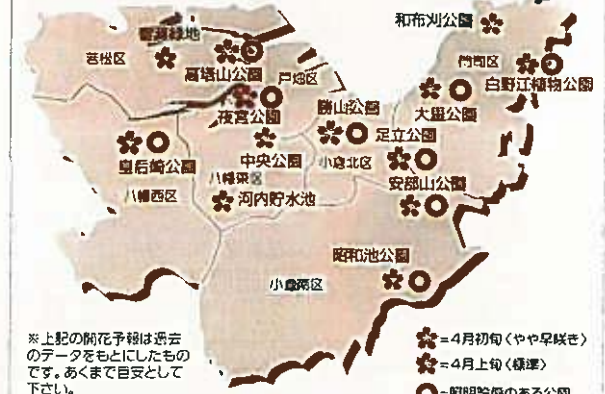 和布刈公園
響灘緑地
若松区
高塔山公園
戸畑区
門司区
白野江植物公園
夜宮公園
勝山公園
大里公園
足立公園
皇后崎公園
中央公園
小倉北区
安部山公園
八幡東区
八幡西区
河内貯水池
昭和池公園
小倉南区
※上記の開花予報は過去
のデータをもとにしたもの
です。あくまで目安として
下さい。
=4月初旬〈やや早咲き〉
=4月上旬〈標準〉
=照明設備のある公園